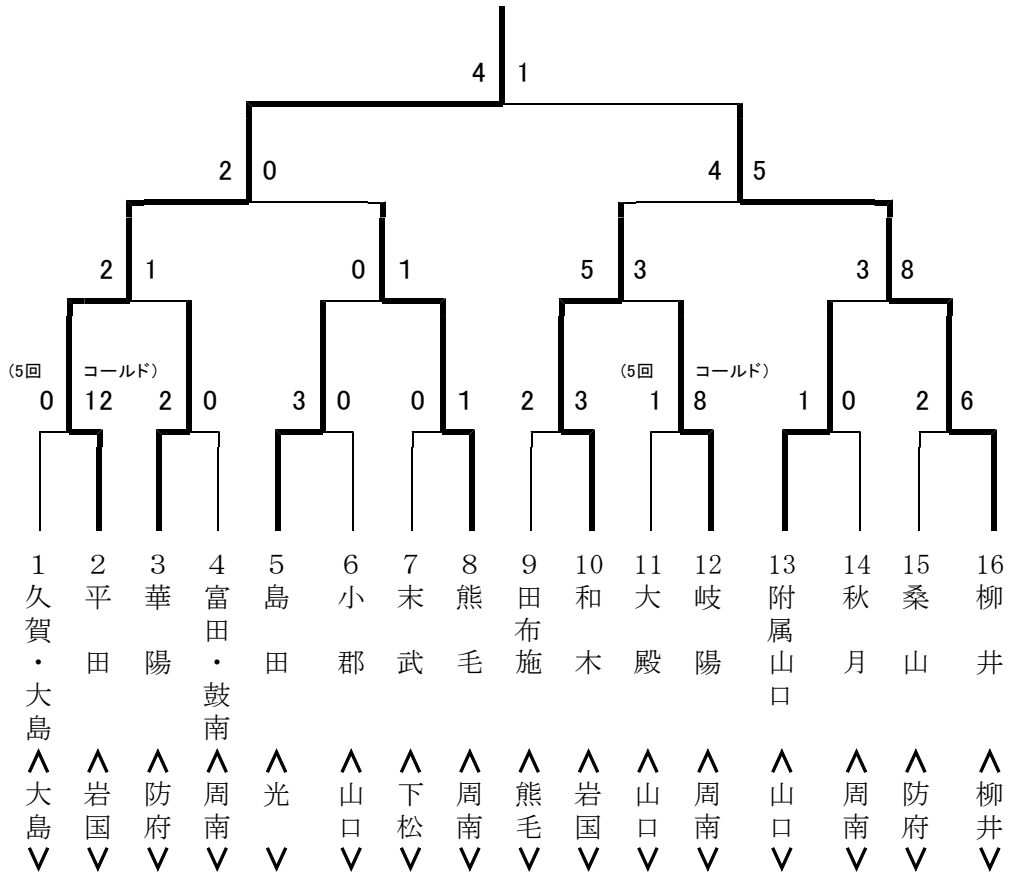 4 1
2 0 4 5
2 1 0 1 5 3 3 8
(5回 コールド) (5回 コールド)
0 12 2 0 3 0 0 1 2 3 1 8 1 0 2 6
1 久賀・大島 <大島>
2 平田 <岩国>
3 華陽 <防府>
4 富田・鼓南 <周南>
5 島田 <光>
6 小郡 <山口>
7 末武 <下松>
8 熊毛 <周南>
9 田布施 <熊毛>
10 和木 <岩国>
11 大殿 <山口>
12 岐陽 <周南>
13 附属山口 <山口>
14 秋月 <周南>
15 桑山 <防府>
16 柳井 <柳井>